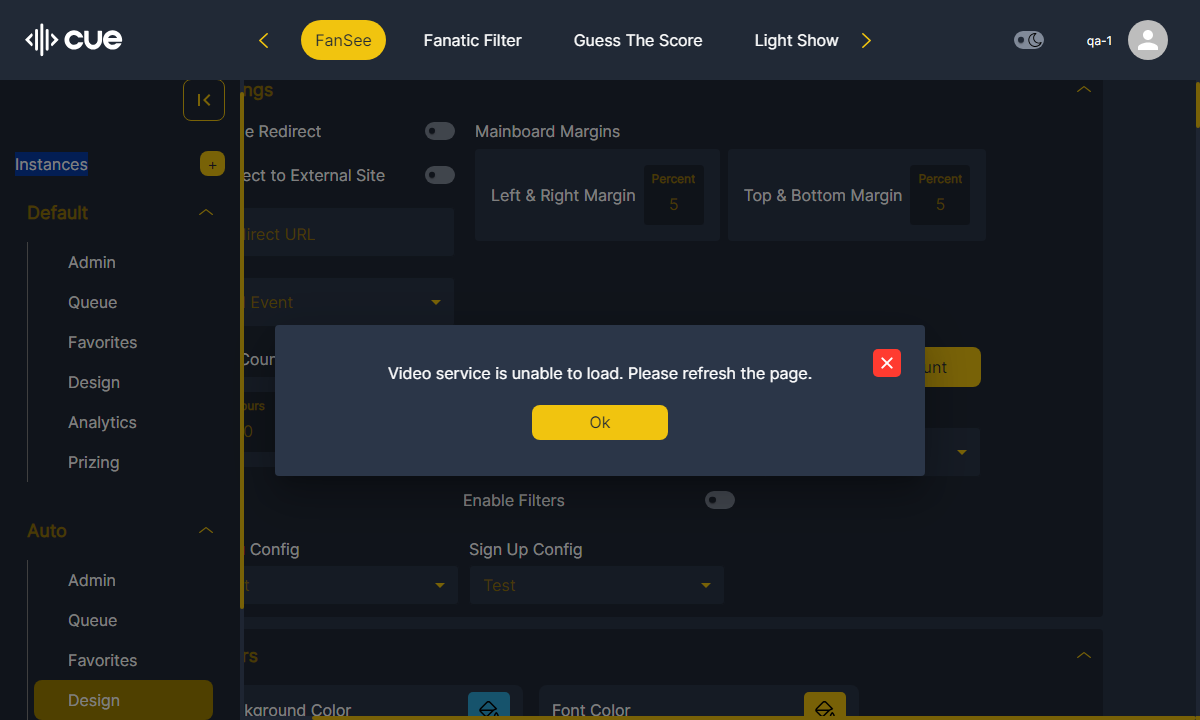 cue
FanSee
Fanatic Filter
Guess The Score
Light Show
qa-1
Instances
+
Default
Admin
Queue
Favorites
Design
Analytics
Prizing
Auto
Admin
Queue
Favorites
Design
ngs
e Redirect
Mainboard Margins
ect to External Site
Left & Right Margin
Percent
5
Top & Bottom Margin
Percent
5
direct URL
Event
Cour
unt
ours
0
Video service is unable to load. Please refresh the page.
Ok
Enable Filters
Config
Sign Up Config
t
Test
rs
kground Color
Font Color